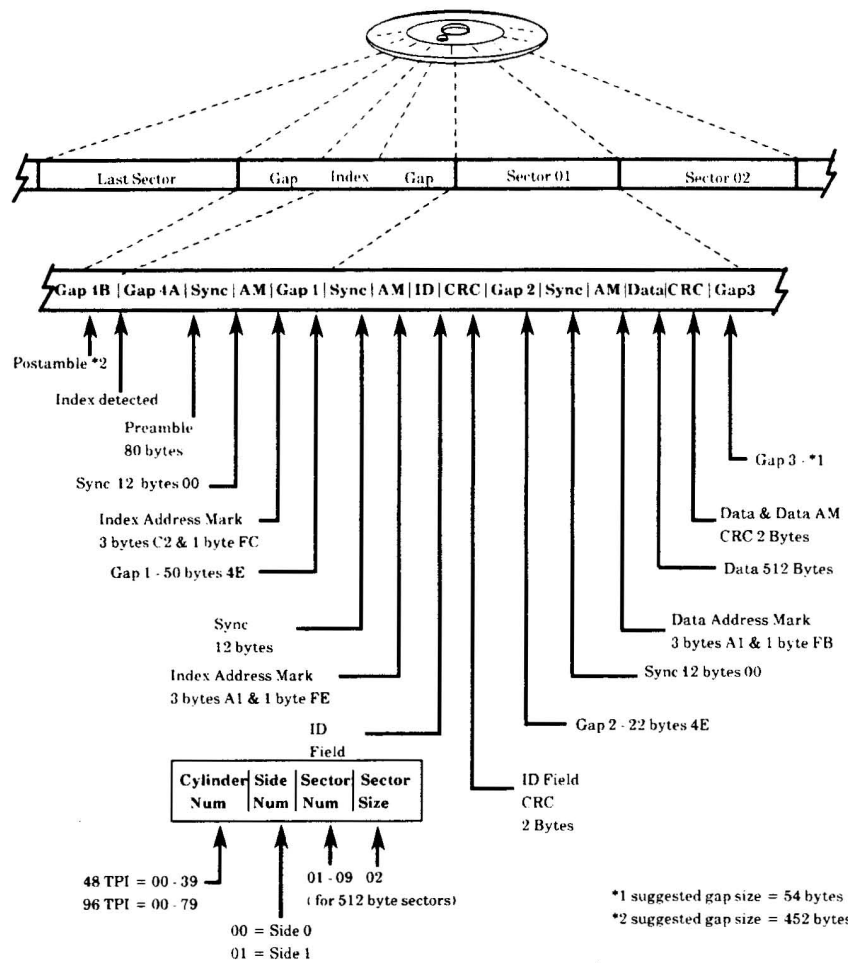 Last Sector Gap Index Gap Sector 01 Sector 02
Gap 4B Gap 4A Sync AM Gap 1 Sync AM ID CRC Gap 2 Sync AM Data CRC Gap3
Postamble *2
Index detected
Preamble
80 bytes
Sync 12 bytes 00
Index Address Mark
3 bytes C2 & 1 byte FC
Gap 1 - 50 bytes 4E
Sync
12 bytes
Index Address Mark
3 bytes A1 & 1 byte FE
ID
Field
Gap 3 - *1
Data & Data AM
CRC 2 Bytes
Data 512 Bytes
Data Address Mark
3 bytes A1 & 1 byte FB
Sync 12 bytes 00
Gap 2 - 22 bytes 4E
ID Field
CRC
2 Bytes
Cylinder Side Sector Sector
Num Num Num Size
48 TPI = 00 - 39
96 TPI = 00 - 79
01 - 09 02
(for 512 byte sectors)
00 = Side 0
01 = Side 1
*1 suggested gap size = 54 bytes
*2 suggested gap size = 452 bytes